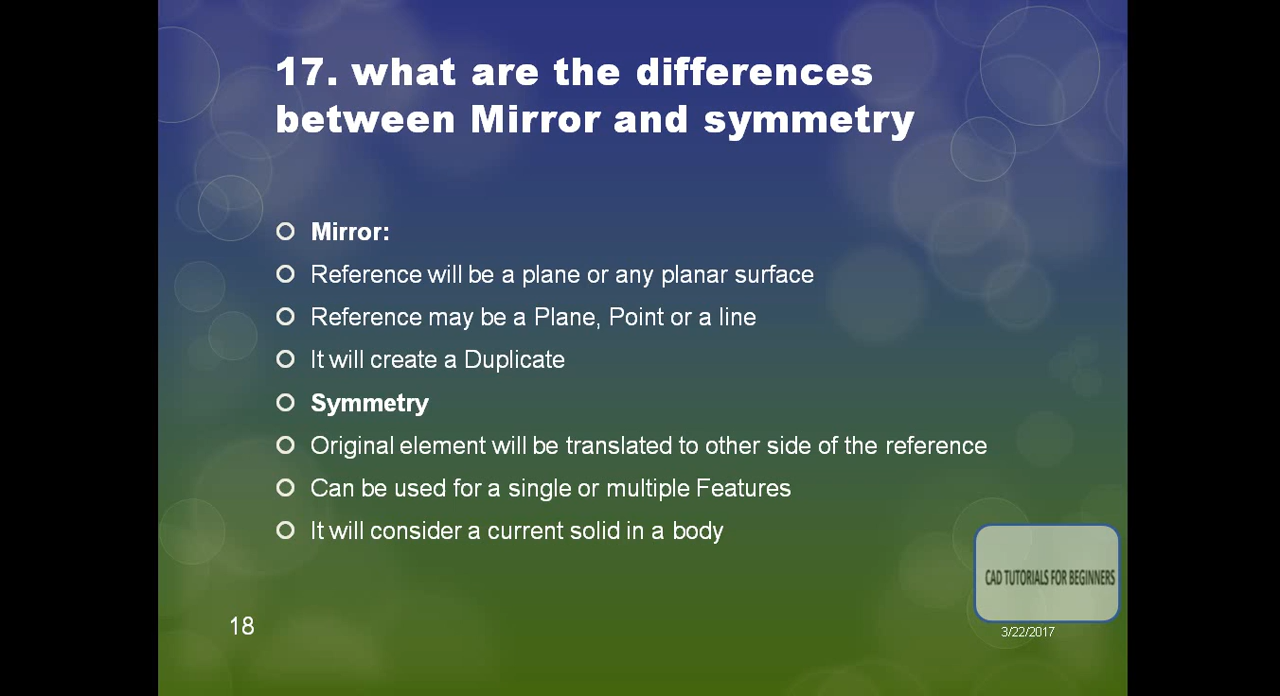 17. what are the differences
between Mirror and symmetry
Mirror:
Reference will be a plane or any planar surface
Reference may be a Plane, Point or a line
It will create a Duplicate
Symmetry
Original element will be translated to other side of the reference
Can be used for a single or multiple Features
It will consider a current solid in a body
CAD TUTORIALS FOR BEGINNERS
18
3/22/2017